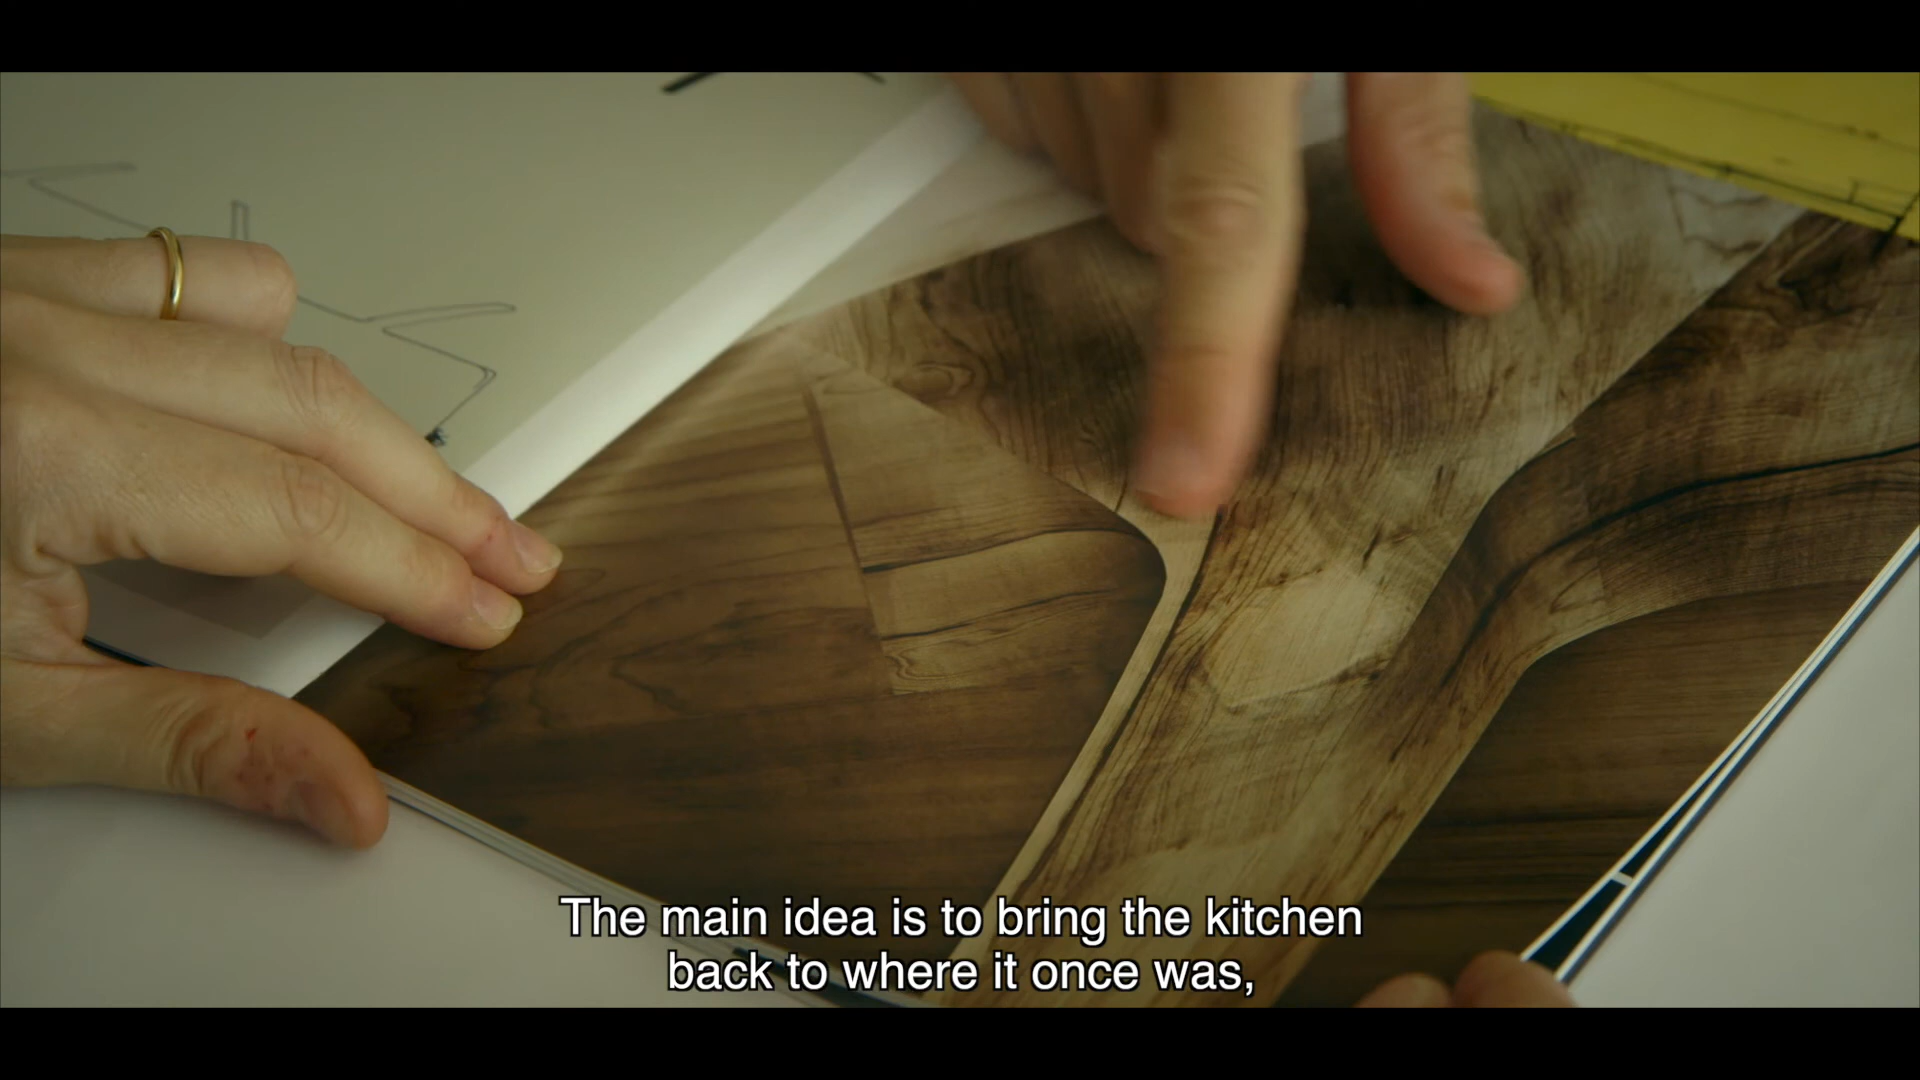 The main idea is to bring the kitchen
back to where it once was,